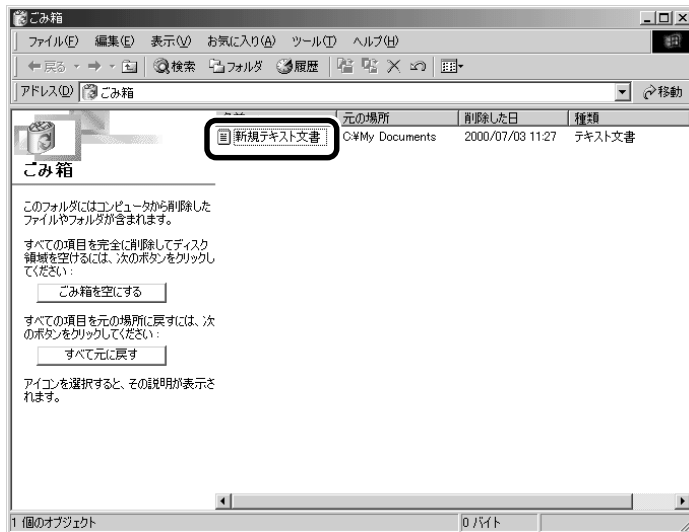 ごみ箱
ファイル(F) 編集(E) 表示(V) お気に入り(A) ツール(T) ヘルプ(H)
戻る 検索 フォルダ 履歴
アドレス(D) ごみ箱 移動
元の場所 削除した日 種類
新規テキスト文書 C:¥My Documents 2000/07/03 11:27 テキスト文書
ごみ箱
このフォルダにはコンピュータから削除した
ファイルやフォルダが含まれます。
すべての項目を完全に削除してディスク
領域を空けるには、次のボタンをクリックし
てください:
ごみ箱を空にする
すべての項目を元の場所に戻すには、次
のボタンをクリックしてください:
すべて元に戻す
アイコンを選択すると、その説明が表示さ
れます。
1 個のオブジェクト 0 バイト